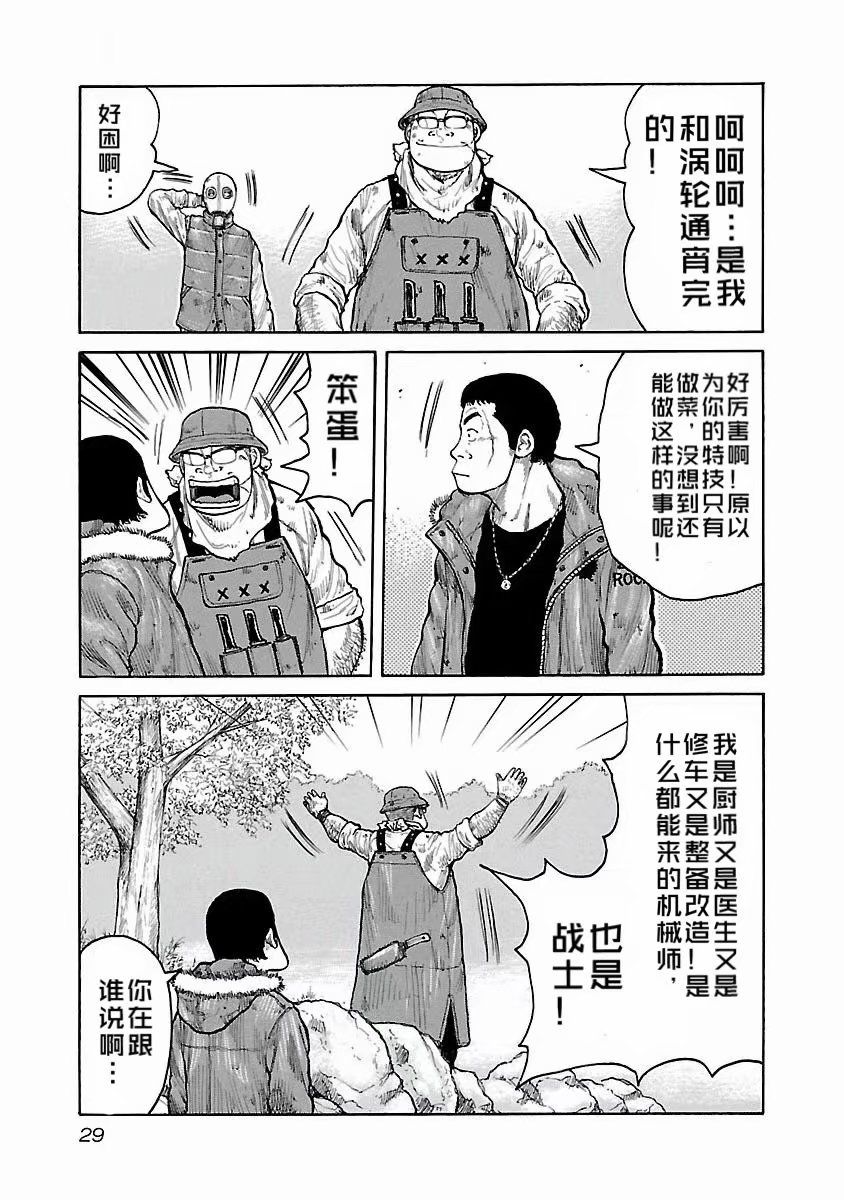 呵呵呵…是我
和涡轮通宵完
的！
好困啊…
好厉害啊！原以
为你的特技只有
做菜，没想到还
能做这样的事呢！
ROC
笨蛋！
我是厨师又是医生又是
修车又是整备改造！是
什么都能来的机械师，
也是
战士！
你在跟
谁说啊…
29